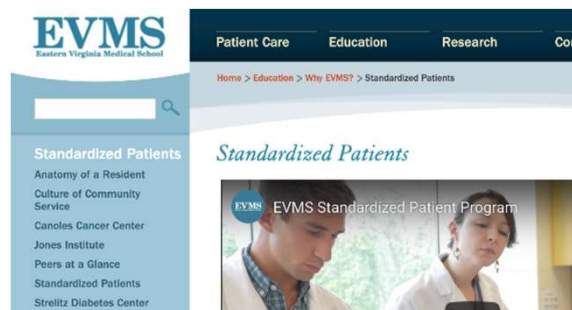 EVMS
Eastern Virginia Medical School
Patient Care
Education
Research
Home > Education > Why EVMS? > Standardized Patients
Standardized Patients
Anatomy of a Resident
Culture of Community
Service
Canoles Cancer Center
Jones Institute
Peers at a Glance
Standardized Patients
Strelitz Diabetes Center
Standardized Patients
EVMS
EVMS Standardized Patient Program